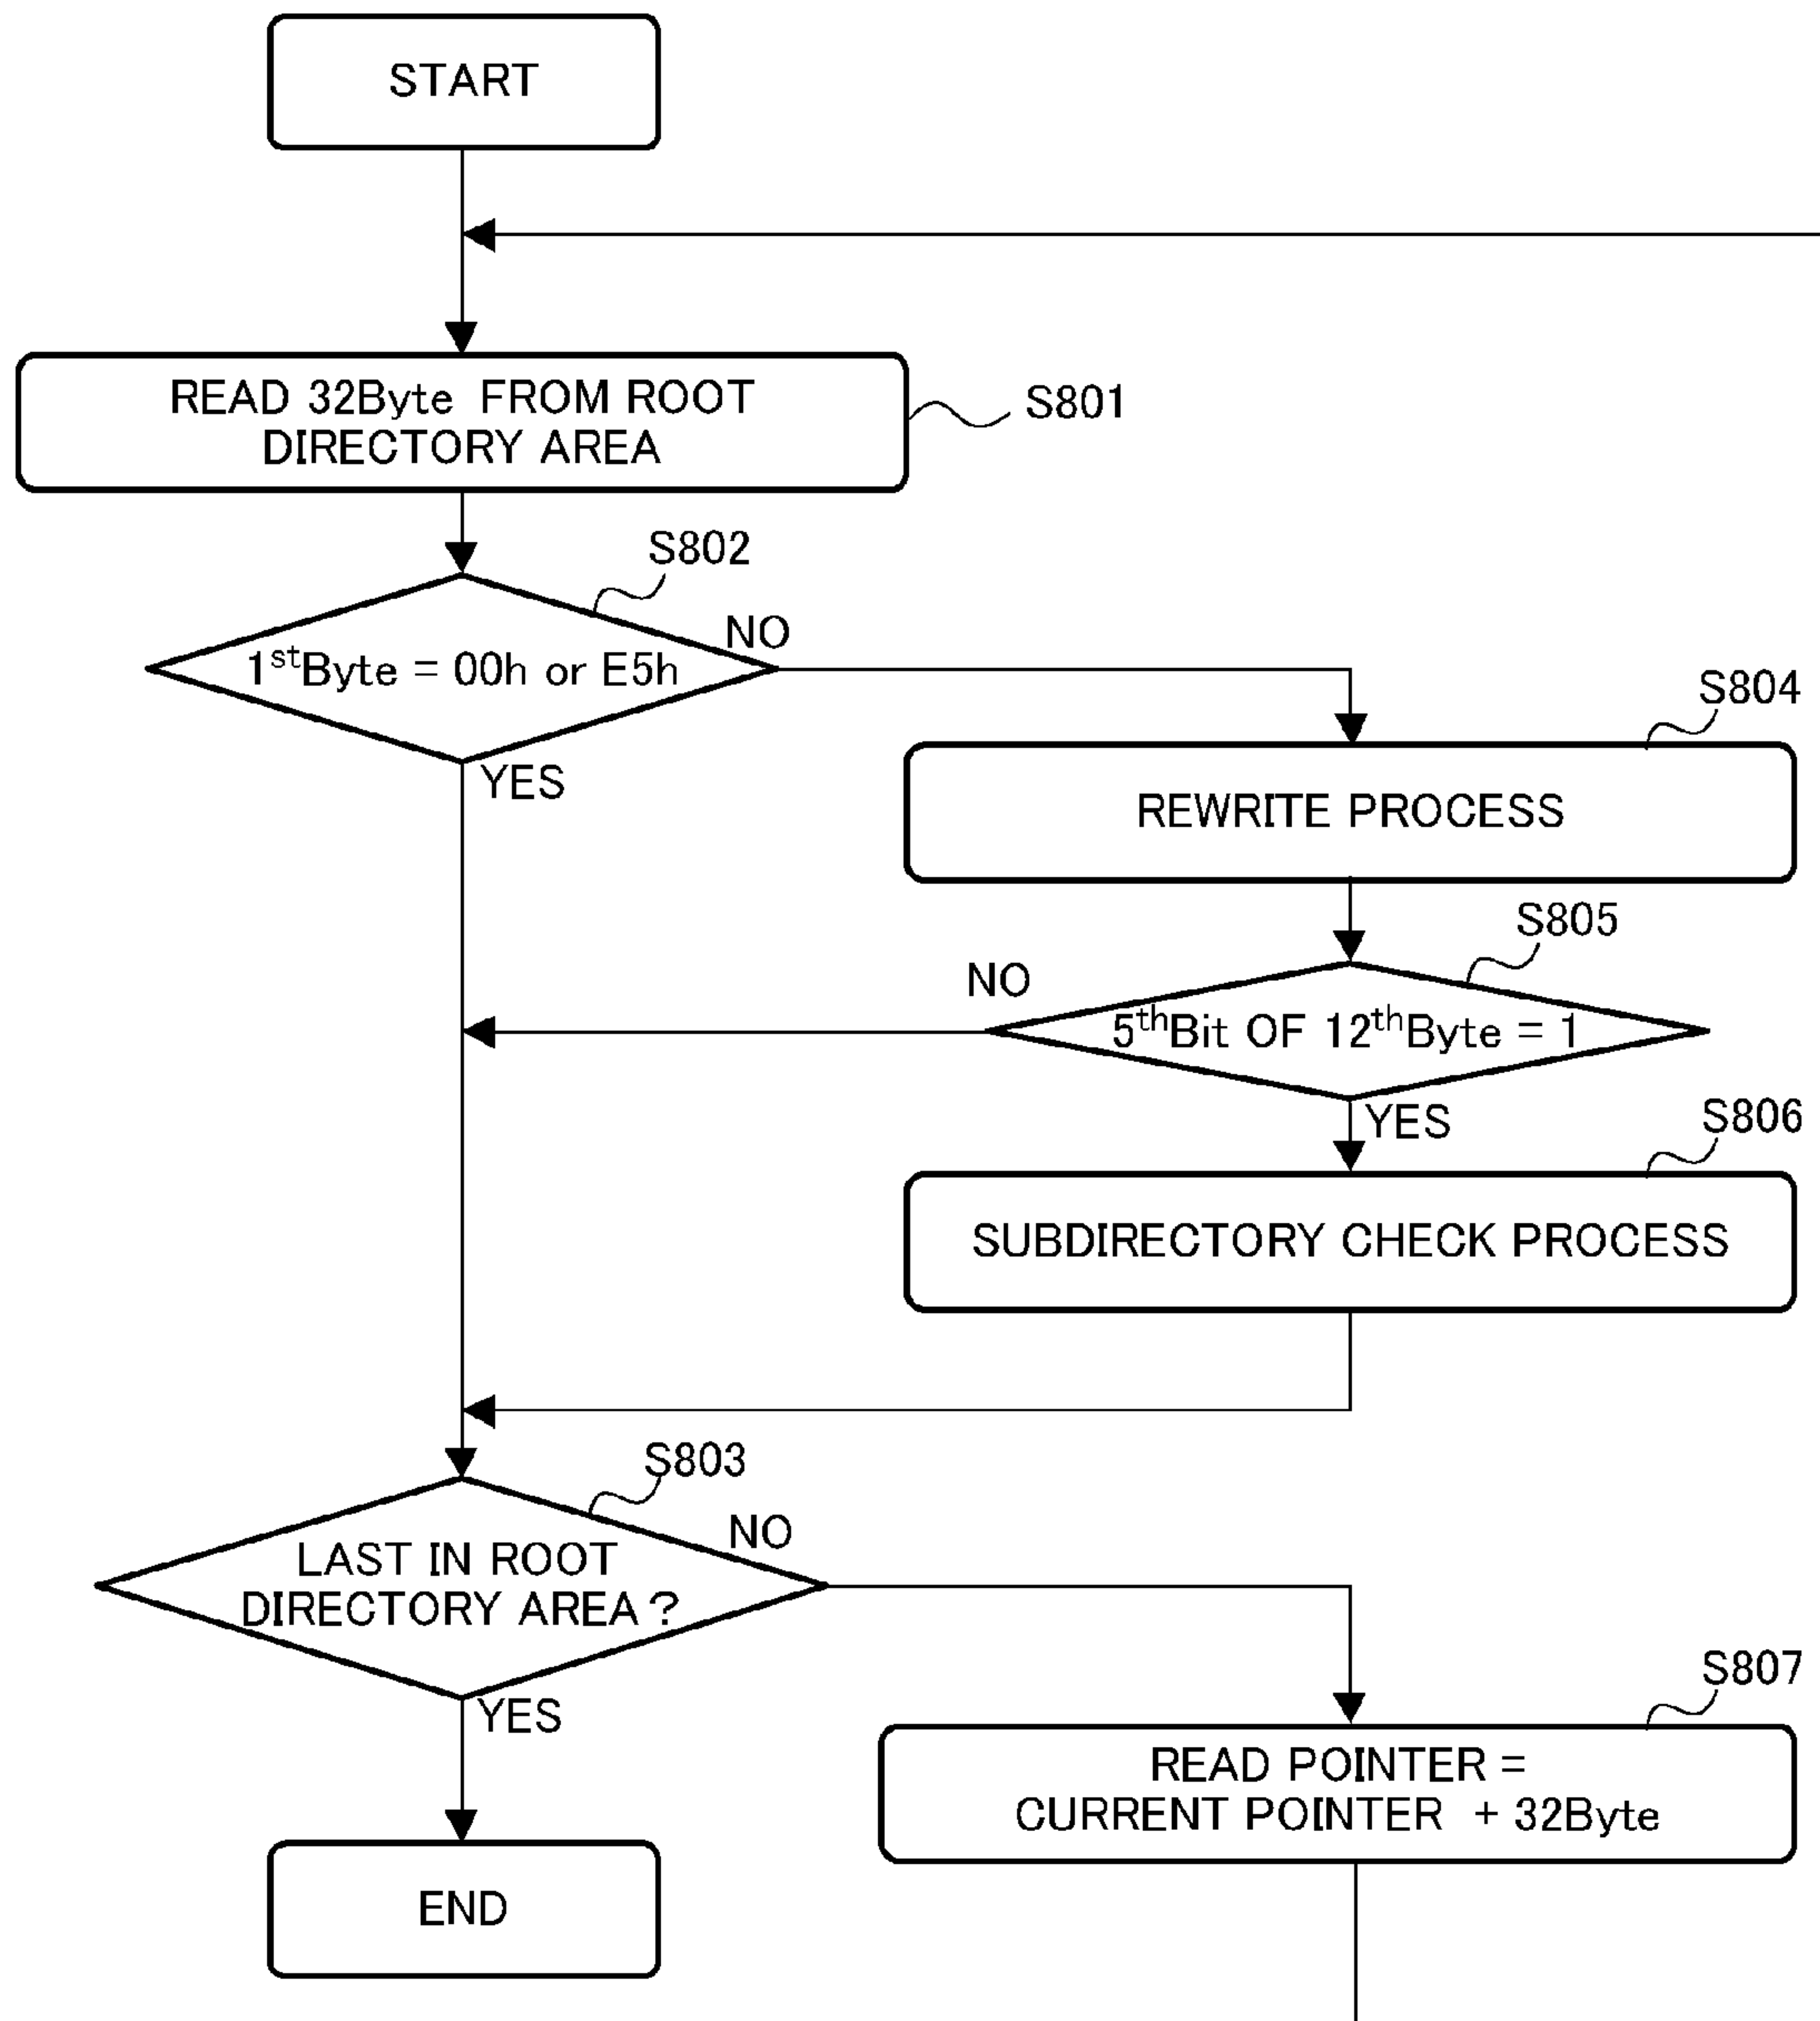 START
READ 32Byte FROM ROOT
DIRECTORY AREA
S801
S802
1stByte = 00h or E5h
NO
YES
S804
REWRITE PROCESS
S805
NO
5thBit OF 12thByte = 1
YES
S806
SUBDIRECTORY CHECK PROCESS
S803
LAST IN ROOT
DIRECTORY AREA?
NO
YES
S807
READ POINTER =
CURRENT POINTER + 32Byte
END